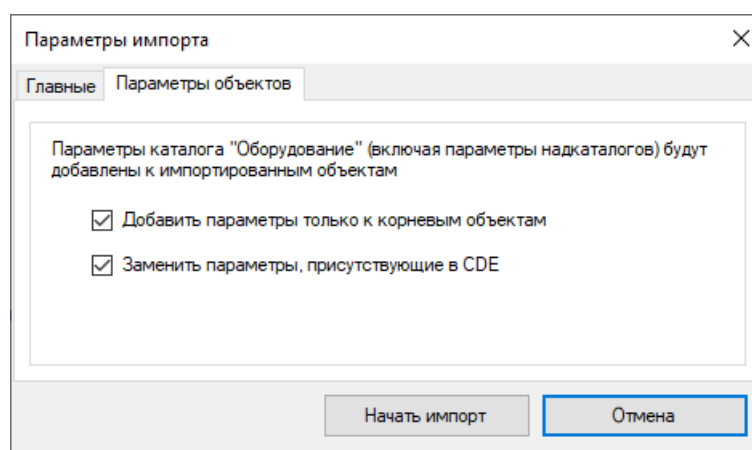 Параметры импорта
Главные
Параметры объектов
Параметры каталога "Оборудование" (включая параметры надкаталогов) будут
добавлены к импортированным объектам
Добавить параметры только к корневым объектам
Заменить параметры, присутствующие в CDE
Начать импорт
Отмена